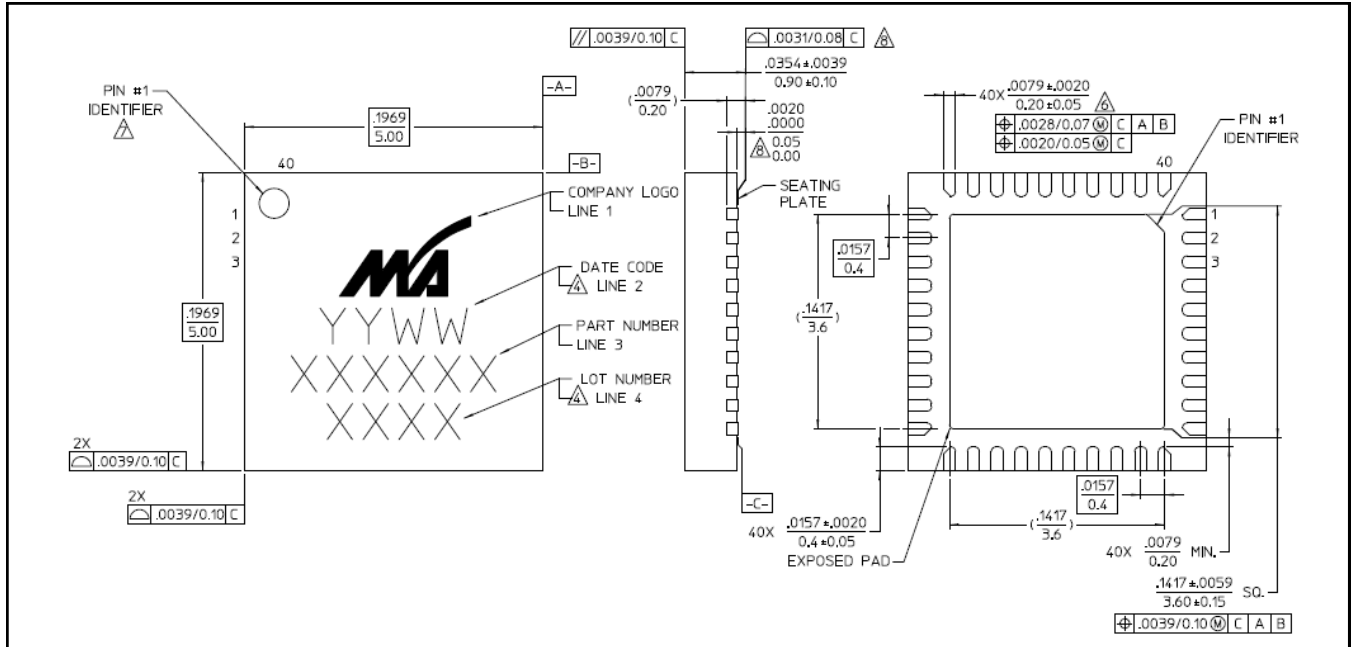 // .0039/0.10 C
⌓ .0031/0.08 C 8
.0354±.0039
0.90 ±0.10
(.0079
0.20)
.0020
.0000
0.05
0.00
8
40X .0079±.0020
0.20 ±0.05 6
⌖ .0028/0.07 Ⓜ C A B
⌖ .0020/0.05 Ⓜ C
PIN #1
IDENTIFIER
7
.1969
5.00
-A-
-B-
40
PIN #1
IDENTIFIER
40
1
2
3
COMPANY LOGO
LINE 1
SEATING
PLATE
MA
DATE CODE
4 LINE 2
YYWW
PART NUMBER
LINE 3
XXXXXX
LOT NUMBER
4 LINE 4
XXXX
.1969
5.00
1
2
3
.0157
0.4
(.1417
3.6)
2X
⌓ .0039/0.10 C
2X
⌓ .0039/0.10 C
-C-
40X .0157±.0020
0.4 ±0.05
EXPOSED PAD
.0157
0.4
(.1417
3.6)
40X .0079
0.20 MIN.
.1417±.0059
3.60 ±0.15 SQ.
⌖ .0039/0.10 Ⓜ C A B